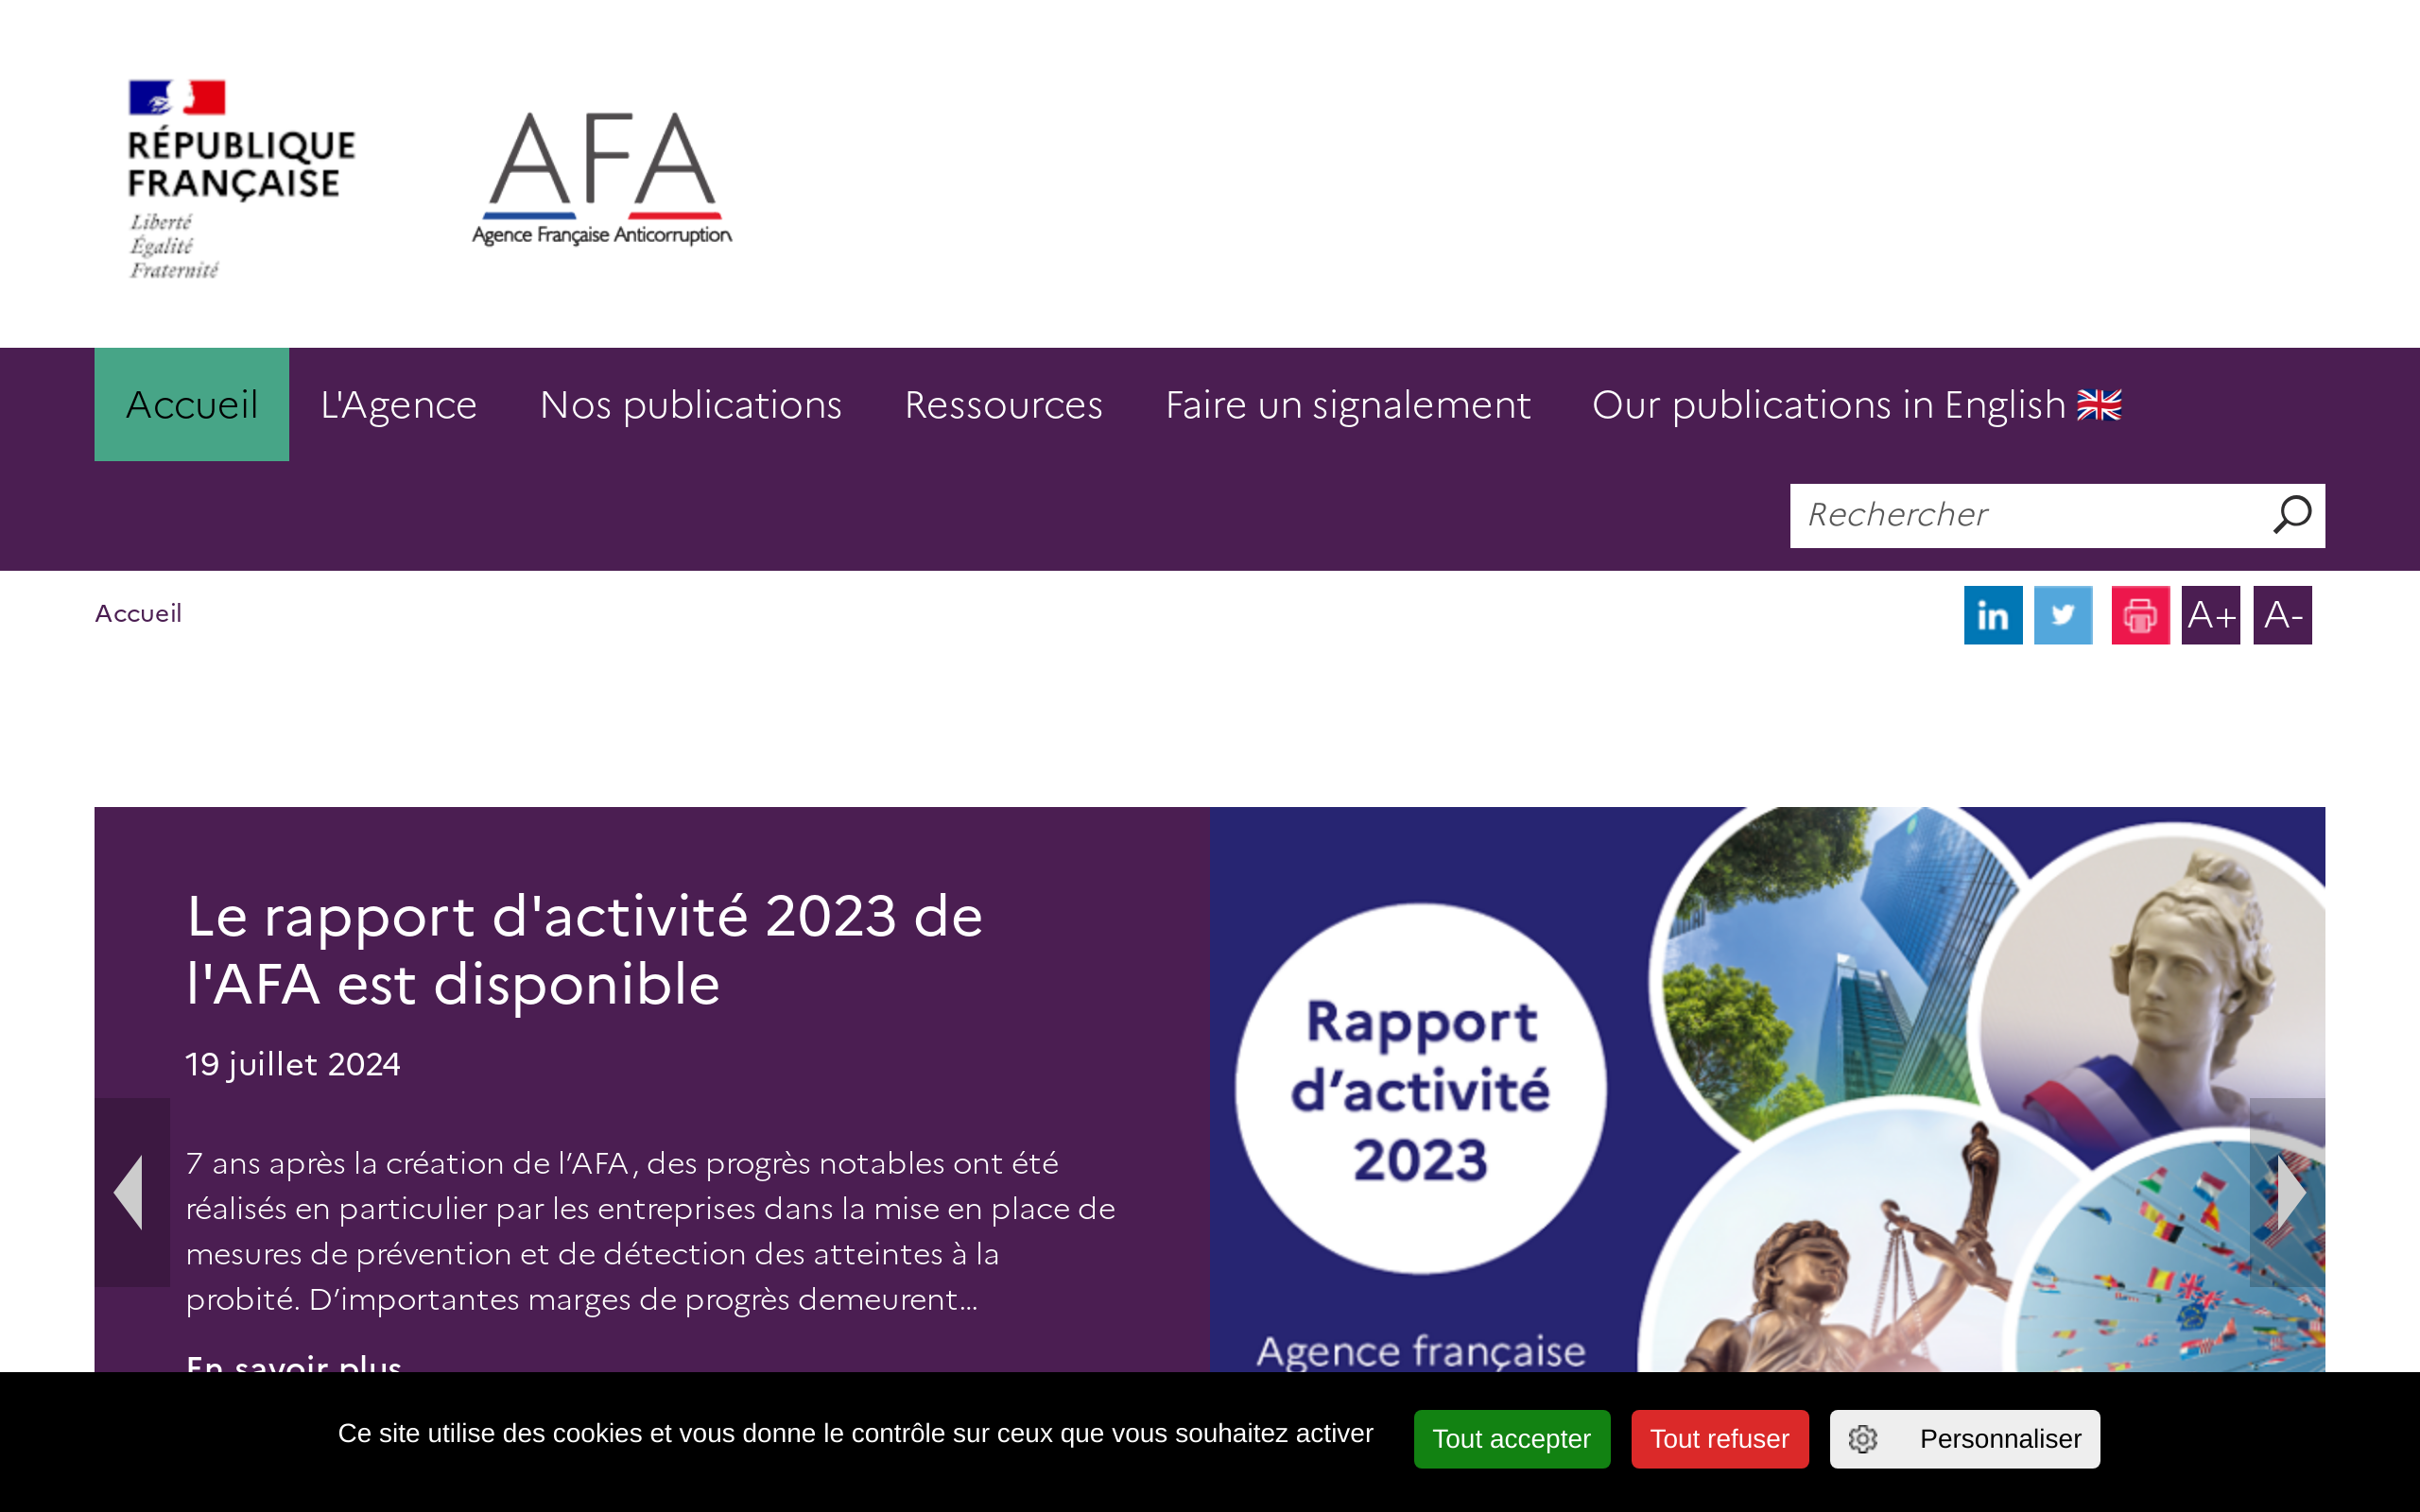 RÉPUBLIQUE
FRANÇAISE
Liberté
Égalité
Fraternité
AFA
Agence Française Anticorruption
Accueil
L'Agence
Nos publications
Ressources
Faire un signalement
Our publications in English
Rechercher
Accueil
in
A+
A-
Le rapport d'activité 2023 de
l'AFA est disponible
19 juillet 2024
7 ans après la création de l’AFA, des progrès notables ont été
réalisés en particulier par les entreprises dans la mise en place de
mesures de prévention et de détection des atteintes à la
probité. D’importantes marges de progrès demeurent...
En savoir plus
Rapport
d’activité
2023
Agence française
Ce site utilise des cookies et vous donne le contrôle sur ceux que vous souhaitez activer
Tout accepter
Tout refuser
Personnaliser